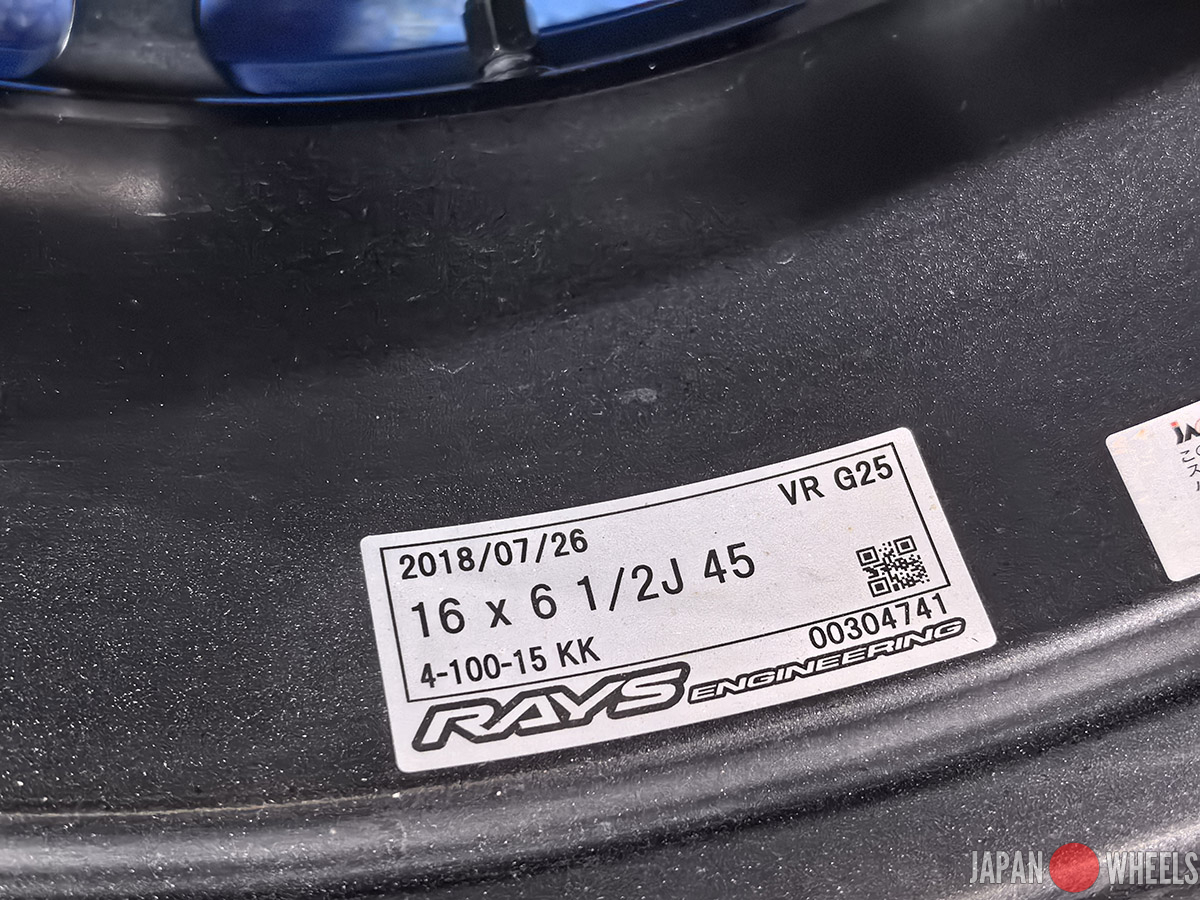 2018/07/26
VR G25
16 x 6 1/2J 45
4-100-15 KK
00304741
RAYS ENGINEERING
JAPAN WHEELS